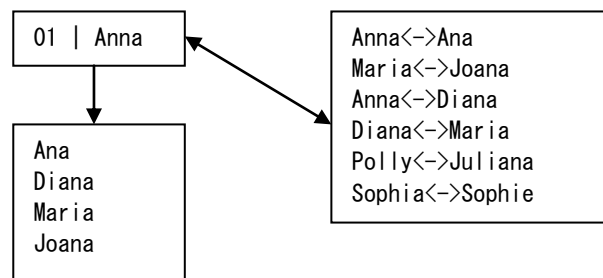 01 | Anna
Ana
Diana
Maria
Joana
Anna<->Ana
Maria<->Joana
Anna<->Diana
Diana<->Maria
Polly<->Juliana
Sophia<->Sophie